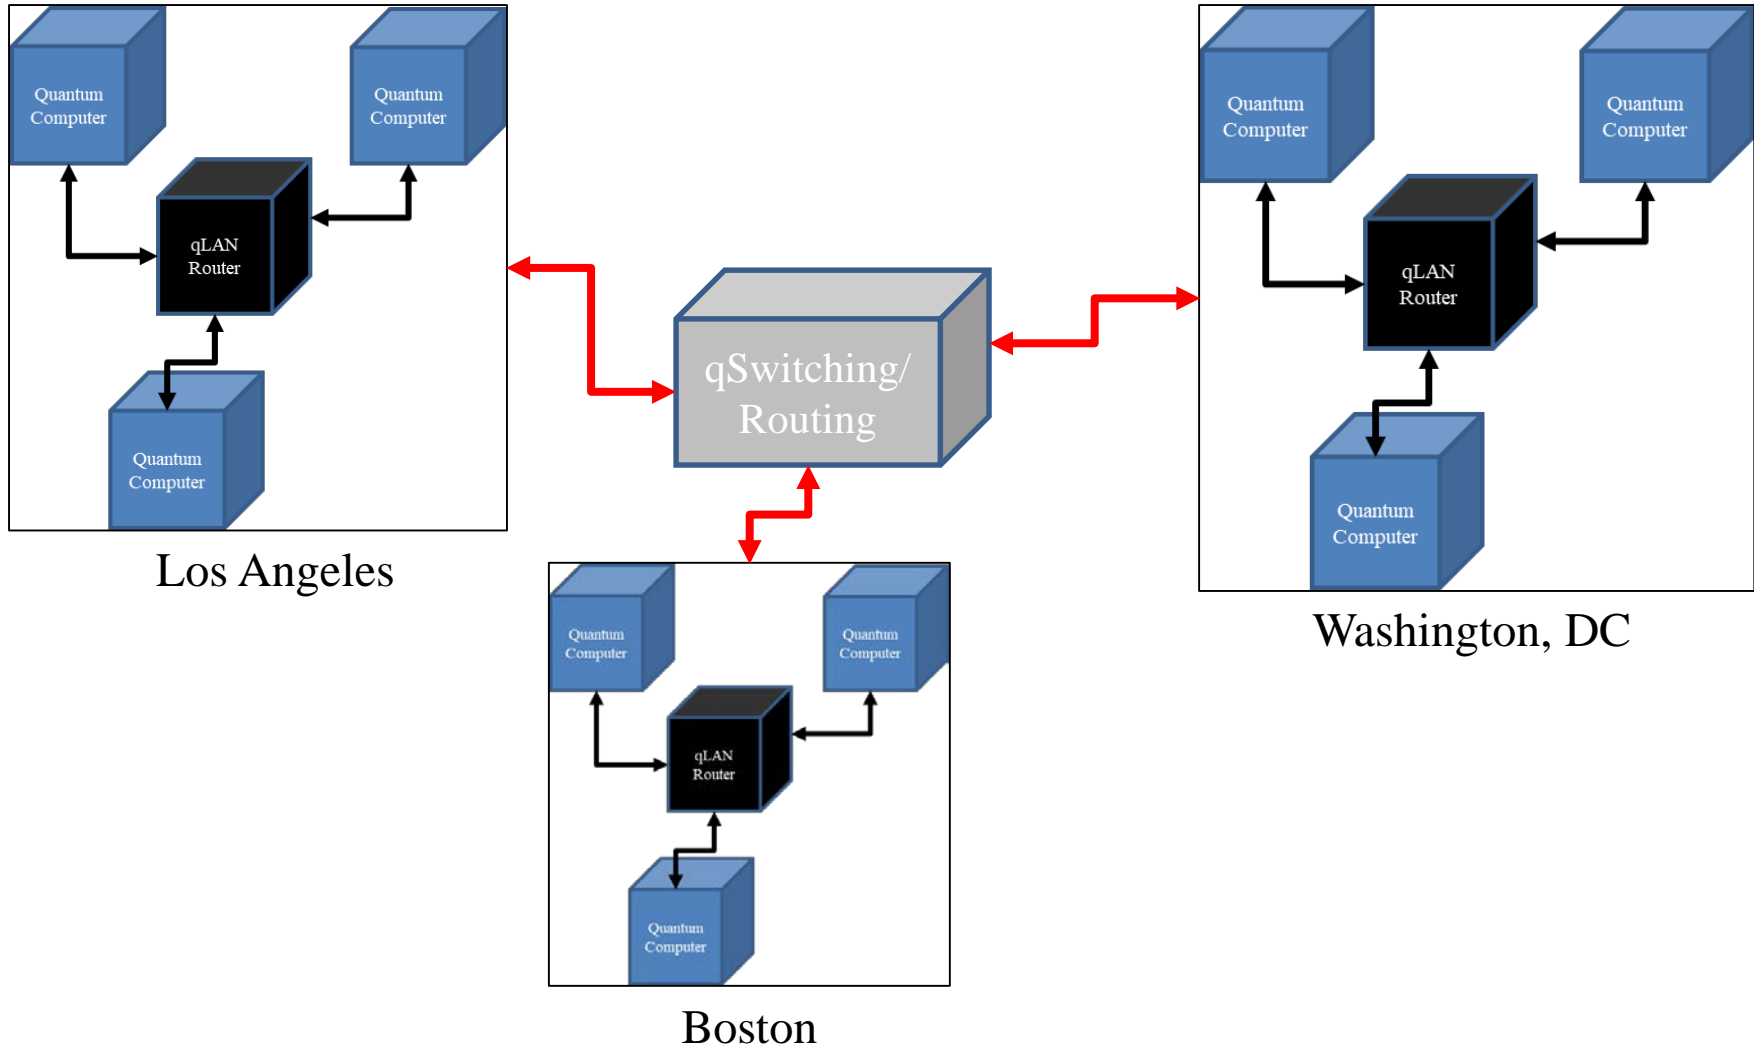 Quantum
Computer
Quantum
Computer
qLAN
Router
Quantum
Computer
Los Angeles
qSwitching/
Routing
Quantum
Computer
Quantum
Computer
qLAN
Router
Quantum
Computer
Washington, DC
Quantum
Computer
Quantum
Computer
qLAN
Router
Quantum
Computer
Boston